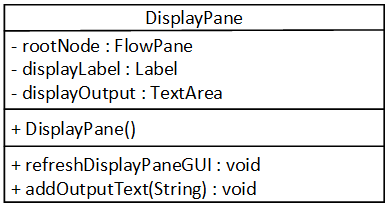 DisplayPane
- rootNode : FlowPane
- displayLabel : Label
- displayOutput : TextArea
+ DisplayPane()
+ refreshDisplayPaneGUI : void
+ addOutputText(String) : void